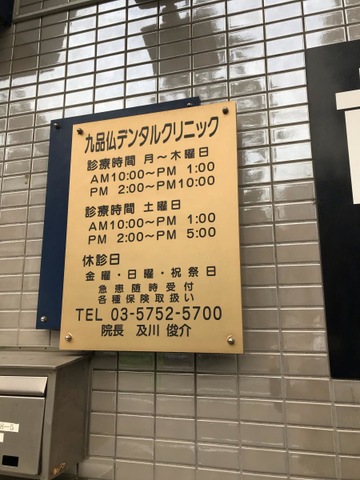 九品仏デンタルクリニック
診療時間 月〜木曜日
AM10:00〜PM 1:00
PM 2:00〜PM10:00
診療時間 土曜日
AM10:00〜PM 1:00
PM 2:00〜PM 5:00
休診日
金曜・日曜・祝祭日
急患随時受付
各種保険取扱い
TEL 03-5752-5700
院長 及川 俊介